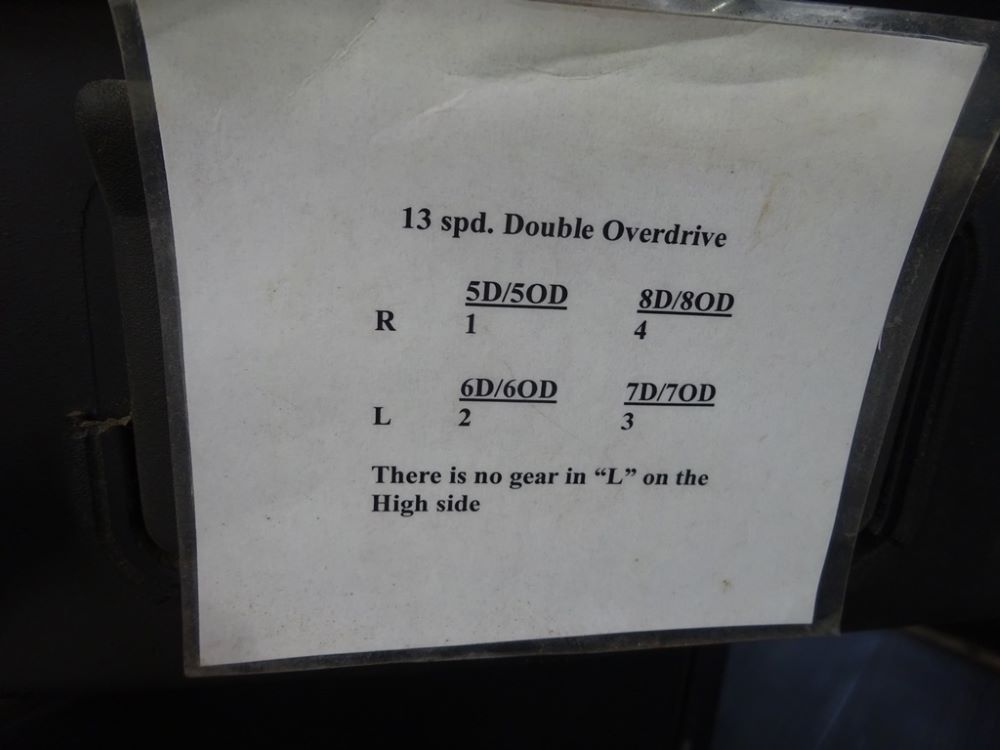 13 spd. Double Overdrive
5D/5OD 8D/8OD
R 1 4
6D/6OD 7D/7OD
L 2 3
There is no gear in “L” on the
High side